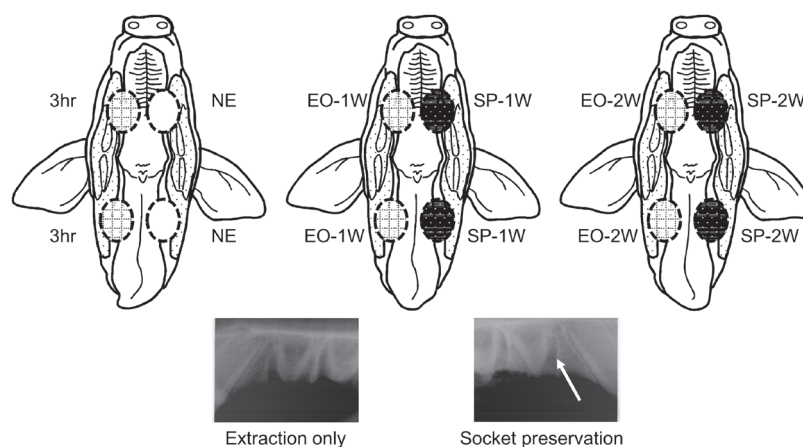 3hr NE EO-1W SP-1W EO-2W SP-2W
3hr NE EO-1W SP-1W EO-2W SP-2W
Extraction only Socket preservation